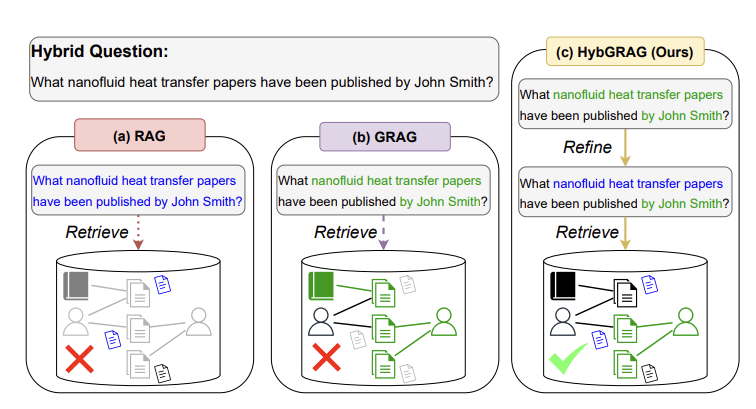 Hybrid Question:
What nanofluid heat transfer papers have been published by John Smith?
(a) RAG
What nanofluid heat transfer papers
have been published by John Smith?
Retrieve
(b) GRAG
What nanofluid heat transfer papers
have been published by John Smith?
Retrieve
(c) HybGRAG (Ours)
What nanofluid heat transfer papers
have been published by John Smith?
Refine
What nanofluid heat transfer papers
have been published by John Smith?
Retrieve